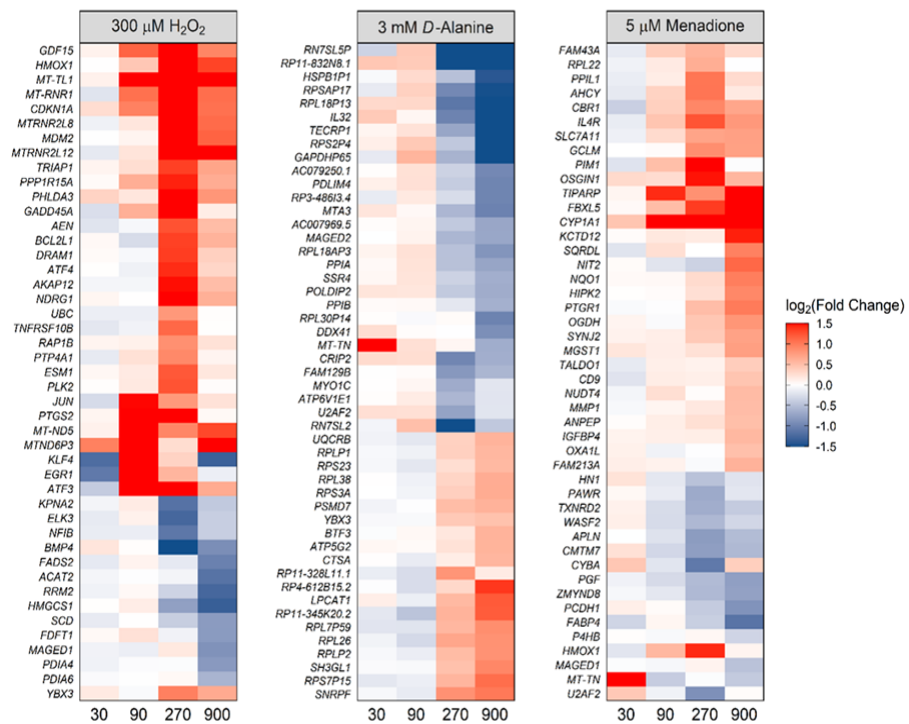 300 μM H₂O₂
GDF15
HMOX1
MT-TL1
MT-RNR1
CDKN1A
MTRNR2L8
MDM2
MTRNR2L12
TRIAP1
PPP1R15A
PHLDA3
GADD45A
AEN
BCL2L1
DRAM1
ATF4
AKAP12
NDRG1
UBC
TNFRSF10B
RAP1B
PTP4A1
ESM1
PLK2
JUN
PTGS2
MT-ND5
MTND6P3
KLF4
EGR1
ATF3
KPNA2
ELK3
NFIB
BMP4
FADS2
ACAT2
RRM2
HMGCS1
SCD
FDFT1
MAGED1
PDIA4
PDIA6
YBX3
30 90 270 900
3 mM D-Alanine
RN7SL5P
RP11-832N8.1
HSPB1P1
RPSAP17
RPL18P13
IL32
TECRP1
RPS2P4
GAPDHP65
AC079250.1
PDLIM4
RP3-486I3.4
MTA3
AC007969.5
MAGED2
RPL18AP3
PPIA
SSR4
POLDIP2
PPIB
RPL30P14
DDX41
MT-TN
CRIP2
FAM129B
MYO1C
ATP6V1E1
U2AF2
RN7SL2
UQCRB
RPLP1
RPS23
RPL38
RPS3A
PSMD7
YBX3
BTF3
ATP5G2
CTSA
RP11-328L11.1
RP4-612B15.2
LPCAT1
RP11-345K20.2
RPL7P59
RPL26
RPLP2
SH3GL1
RPS7P15
SNRPF
30 90 270 900
5 μM Menadione
FAM43A
RPL22
PPIL1
AHCY
CBR1
IL4R
SLC7A11
GCLM
PIM1
OSGIN1
TIPARP
FBXL5
CYP1A1
KCTD12
SQRDL
NIT2
NQO1
HIPK2
PTGR1
OGDH
SYNJ2
MGST1
TALDO1
CD9
NUDT4
MMP1
ANPEP
IGFBP4
OXA1L
FAM213A
HN1
PAWR
TXNRD2
WASF2
APLN
CMTM7
CYBA
PGF
ZMYND8
PCDH1
FABP4
P4HB
HMOX1
MAGED1
MT-TN
U2AF2
30 90 270 900
log₂(Fold Change)
1.5
1.0
0.5
0.0
-0.5
-1.0
-1.5